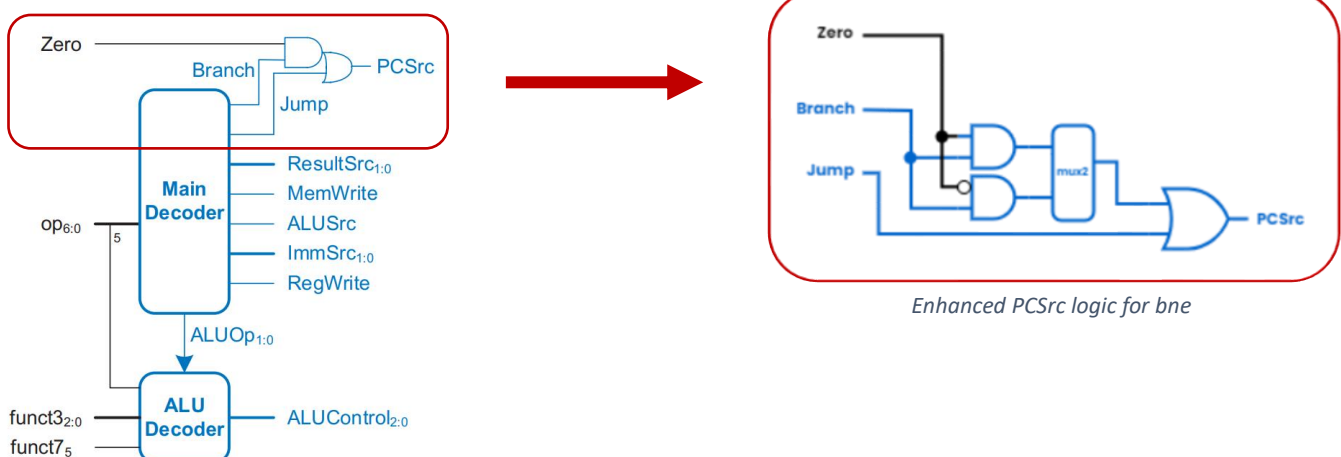 Zero
Branch
PCSrc
Jump
ResultSrc1:0
Main
Decoder
MemWrite
op6:0
5
ALUSrc
ImmSrc1:0
RegWrite
ALUOp1:0
ALU
Decoder
funct32:0
ALUControl2:0
funct75
Zero
Branch
Jump
mux2
PCSrc
Enhanced PCSrc logic for bne